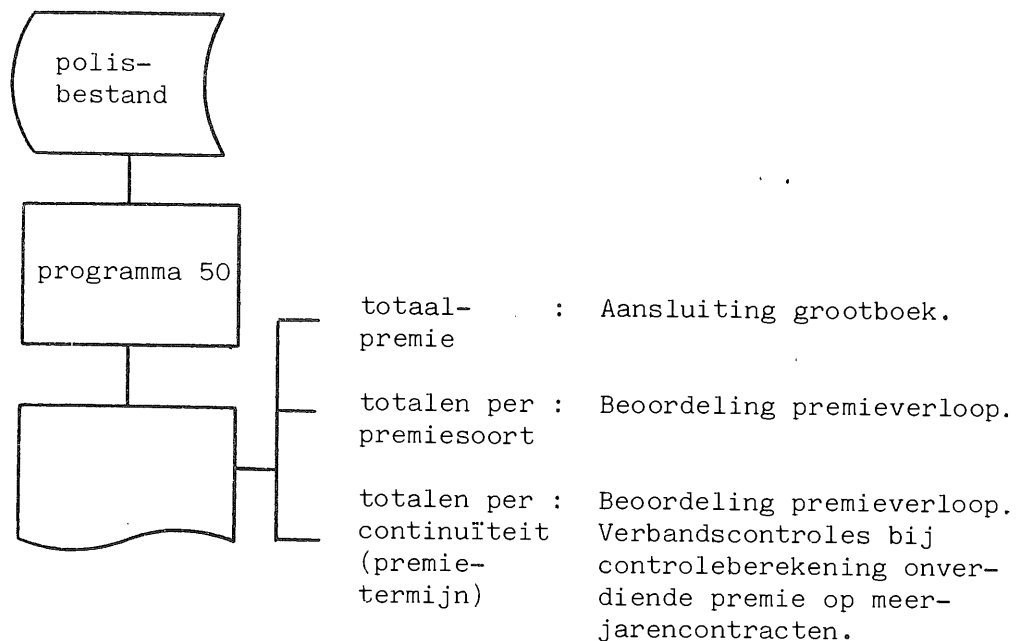 polis-
bestand
programma 50
totaal- : Aansluiting grootboek.
premie
totalen per : Beoordeling premieverloop.
premiesoort
totalen per : Beoordeling premieverloop.
continuïteit Verbandscontroles bij
(premie- controleberekening onver-
termijn) diende premie op meer-
jarencontracten.